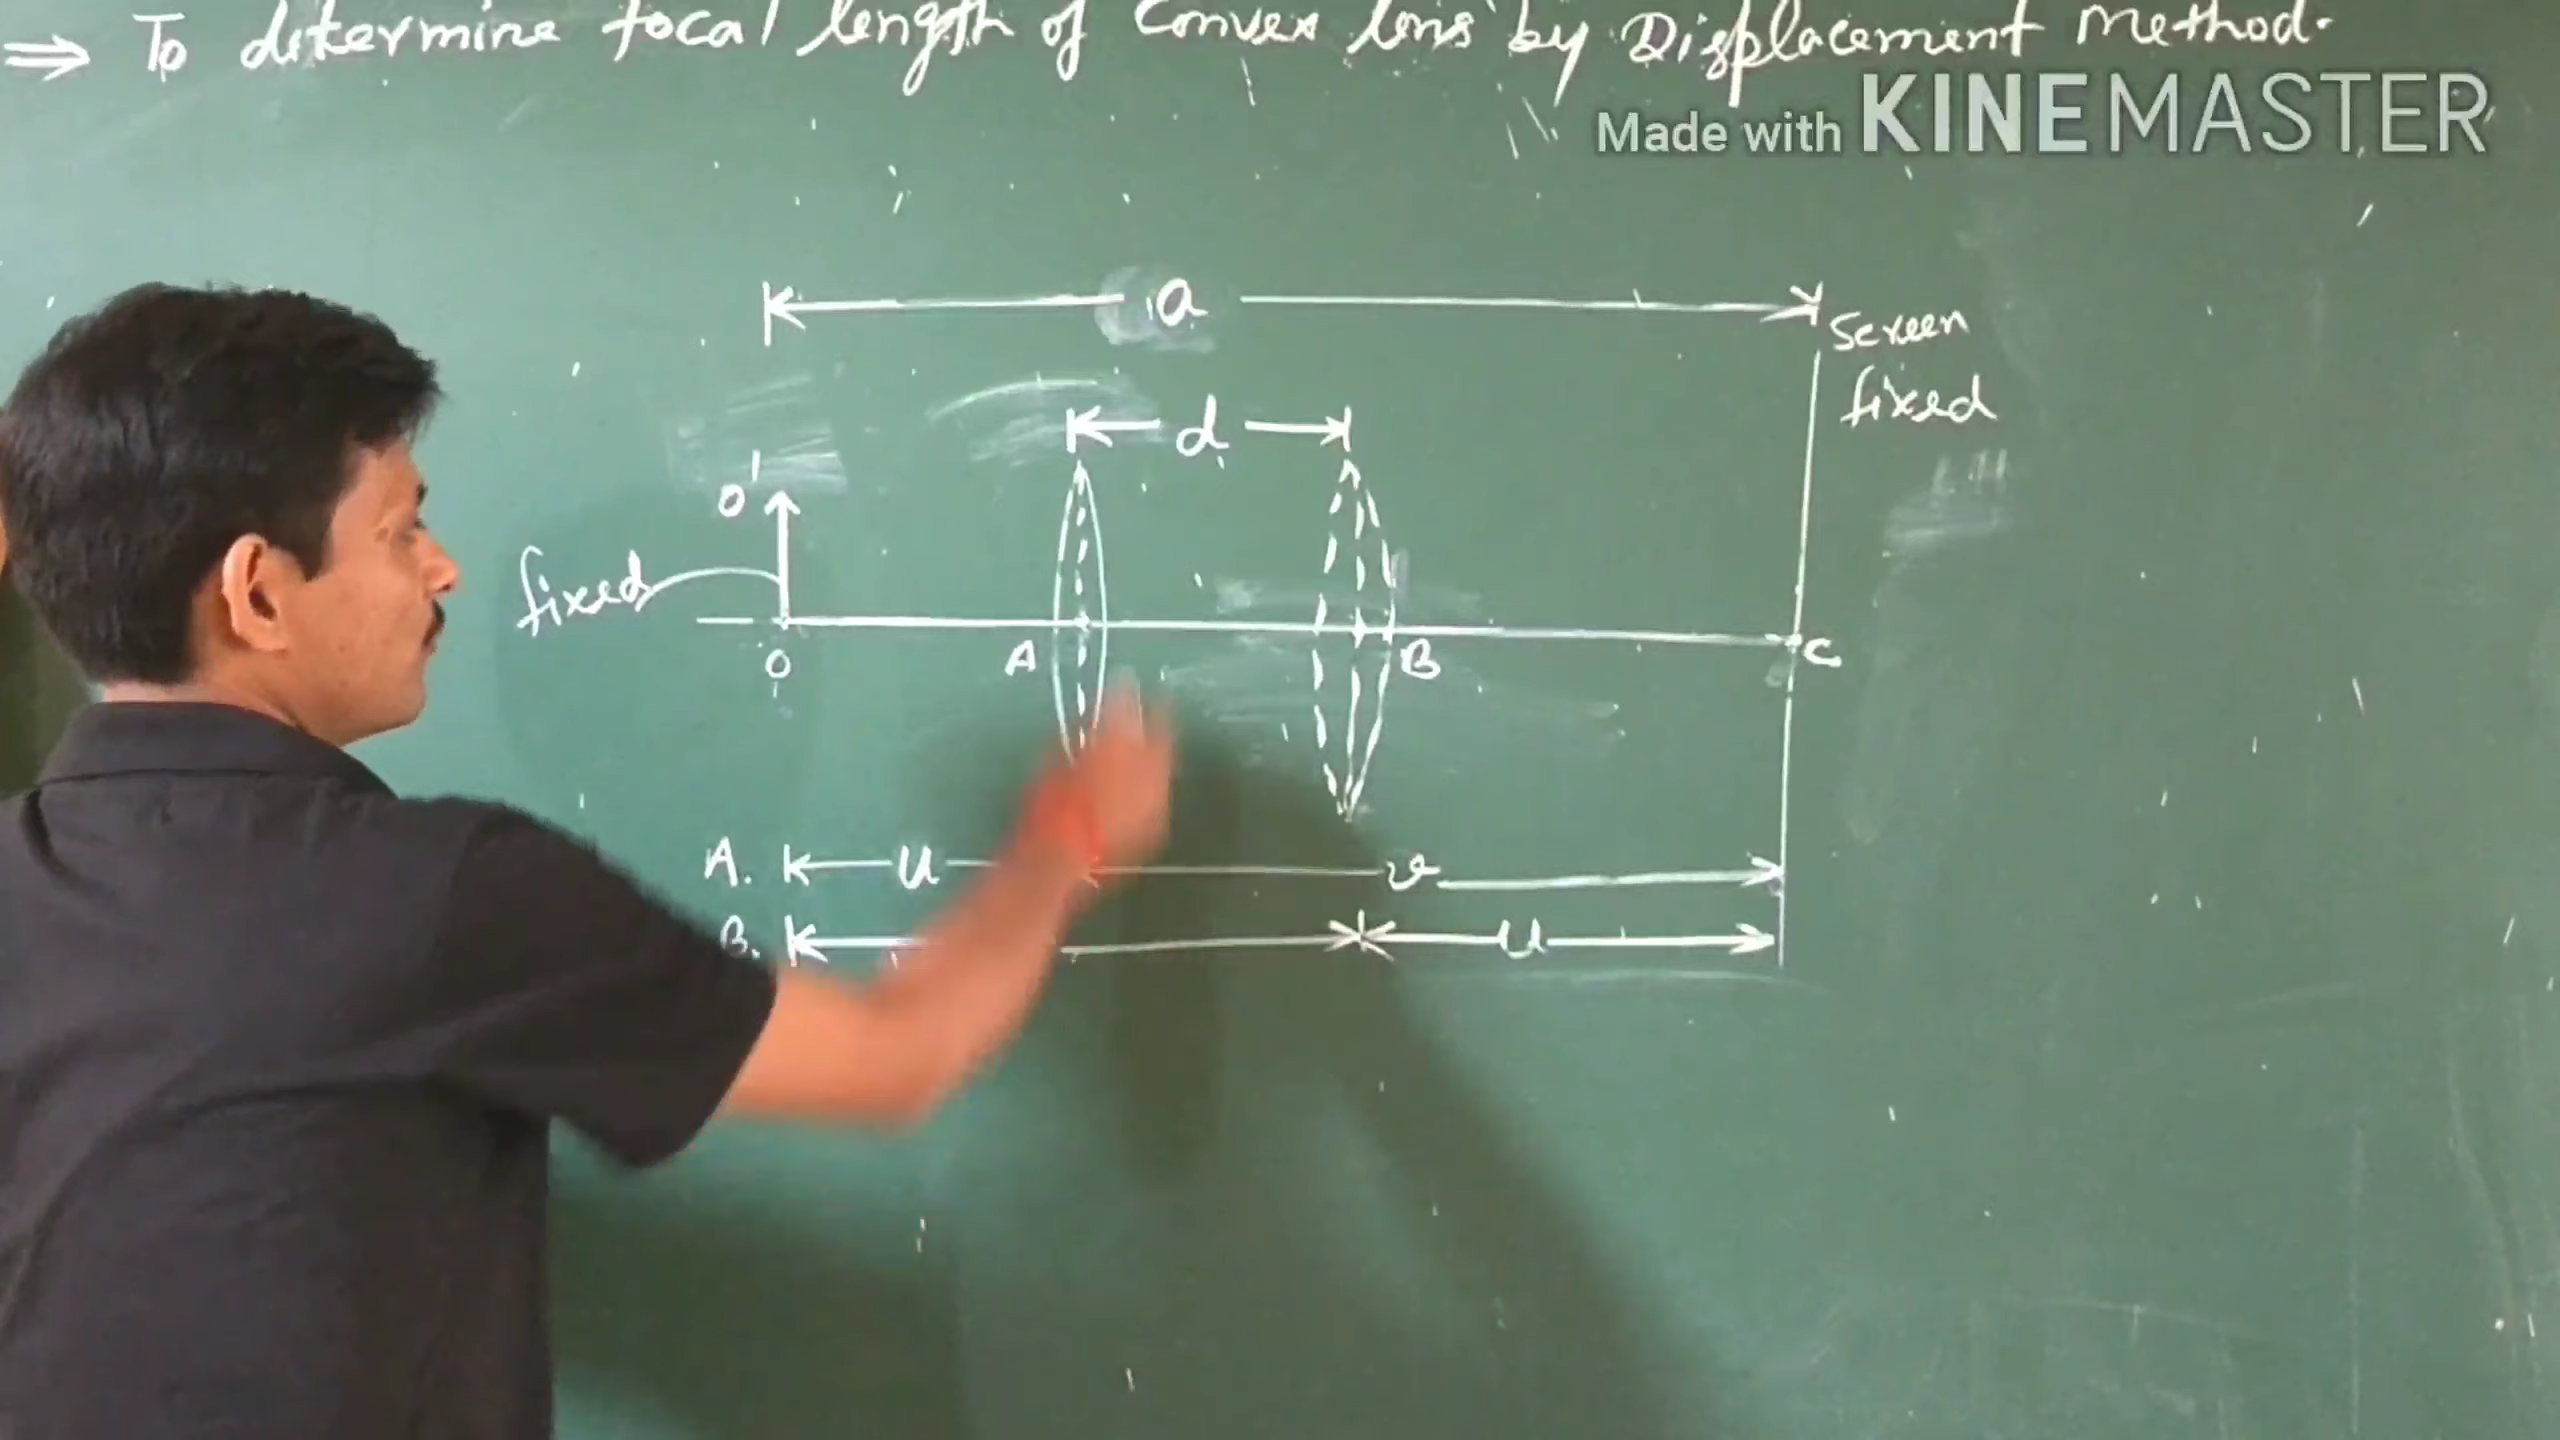 ⇒ To determine focal length of Convex lens by Displacement Method.
Made with KINEMASTER
a
Screen
fixed
d
O'
fixed
O A B C
A. u v
B. u